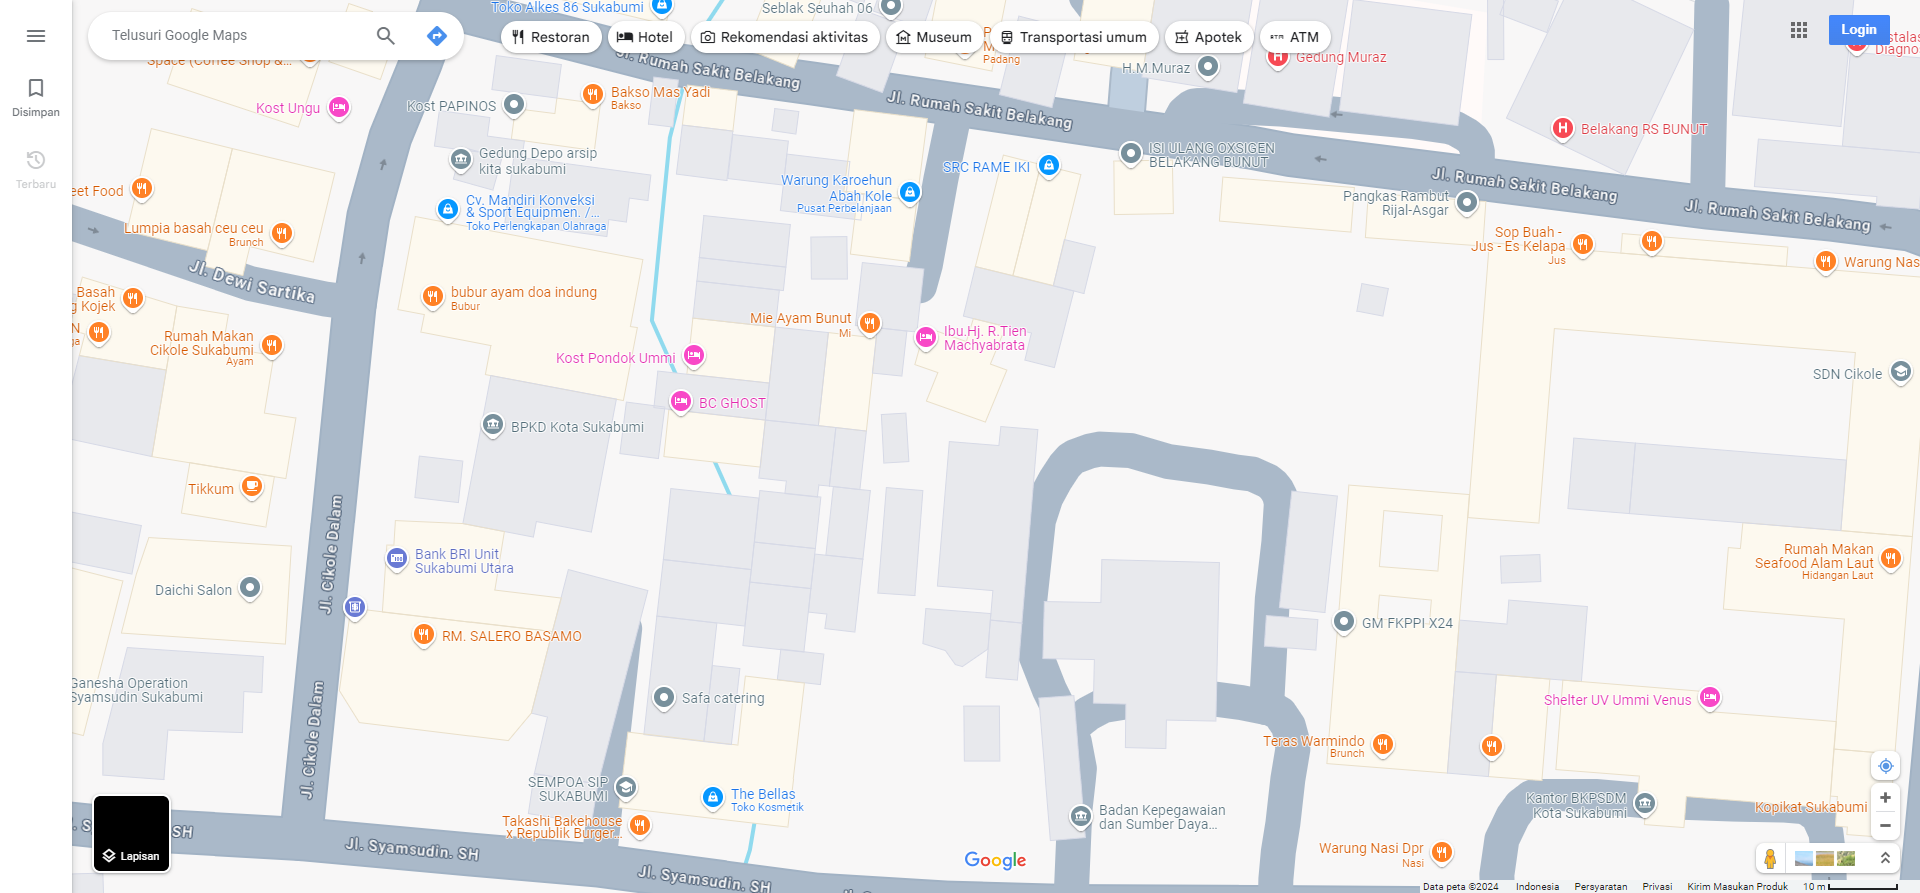 Telusuri Google Maps
Restoran
Hotel
Rekomendasi aktivitas
Museum
Transportasi umum
Apotek
ATM
Login
Disimpan
Terbaru
Toko Alkes 86 Sukabumi
Seblak Seuhah 06
Padang
H.M.Muraz
Gedung Muraz
Space (Coffee Shop &...
Jl. Rumah Sakit Belakang
Jl. Rumah Sakit Belakang
Jl. Rumah Sakit Belakang
Jl. Rumah Sakit Belakang
Kost Ungu
Kost PAPINOS
Bakso Mas Yadi
Bakso
Gedung Depo arsip
kita sukabumi
Cv. Mandiri Konveksi
& Sport Equipmen. /...
Toko Perlengkapan Olahraga
Warung Karoehun
Abah Kole
Pusat Perbelanjaan
SRC RAME IKI
ISI ULANG OXSIGEN
BELAKANG BUNUT
Belakang RS BUNUT
Pangkas Rambut
Rijal-Asgar
Sop Buah -
Jus - Es Kelapa
Jus
Warung Nas
eet Food
Lumpia basah ceu ceu
Brunch
Jl. Dewi Sartika
Basah
g Kojek
Rumah Makan
Cikole Sukabumi
Ayam
bubur ayam doa indung
Bubur
Mie Ayam Bunut
Mi
Ibu.Hj. R.Tien
Machyabrata
Kost Pondok Ummi
BC GHOST
BPKD Kota Sukabumi
SDN Cikole
Tikkum
Jl. Cikole Dalam
Bank BRI Unit
Sukabumi Utara
Daichi Salon
RM. SALERO BASAMO
Rumah Makan
Seafood Alam Laut
Hidangan Laut
GM FKPPI X24
Ganesha Operation
Syamsudin Sukabumi
Jl. Cikole Dalam
Safa catering
Shelter UV Ummi Venus
Teras Warmindo
Brunch
SEMPOA SIP
SUKABUMI
The Bellas
Toko Kosmetik
Takashi Bakehouse
x Republik Burger...
Badan Kepegawaian
dan Sumber Daya...
Kantor BKPSDM
Kota Sukabumi
Kopikat Sukabumi
Warung Nasi Dpr
Nasi
SH
Jl. Syamsudin. SH
Jl. Syamsudin. SH
Lapisan
Google
Data peta ©2024
Indonesia
Persyaratan
Privasi
Kirim Masukan Produk
10 m